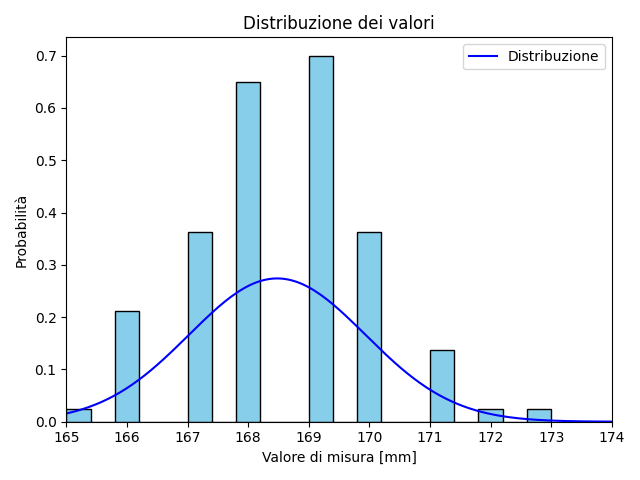 Distribuzione dei valori
Distribuzione
0.7
0.6
0.5
0.4
0.3
0.2
0.1
0.0
Probabilità
165 166 167 168 169 170 171 172 173 174
Valore di misura [mm]